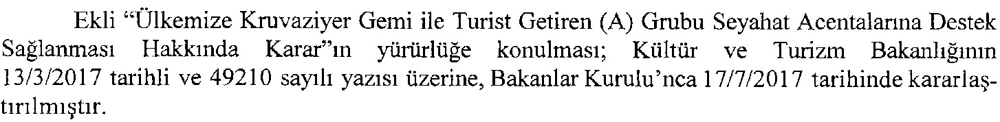 Ekli “Ülkemize Kruvaziyer Gemi ile Turist Getiren (A) Grubu Seyahat Acentalarına Destek
Sağlanması Hakkında Karar”ın yürürlüğe konulması; Kültür ve Turizm Bakanlığının
13/3/2017 tarihli ve 49210 sayılı yazısı üzerine, Bakanlar Kurulu’nca 17/7/2017 tarihinde kararlaş-
tırılmıştır.